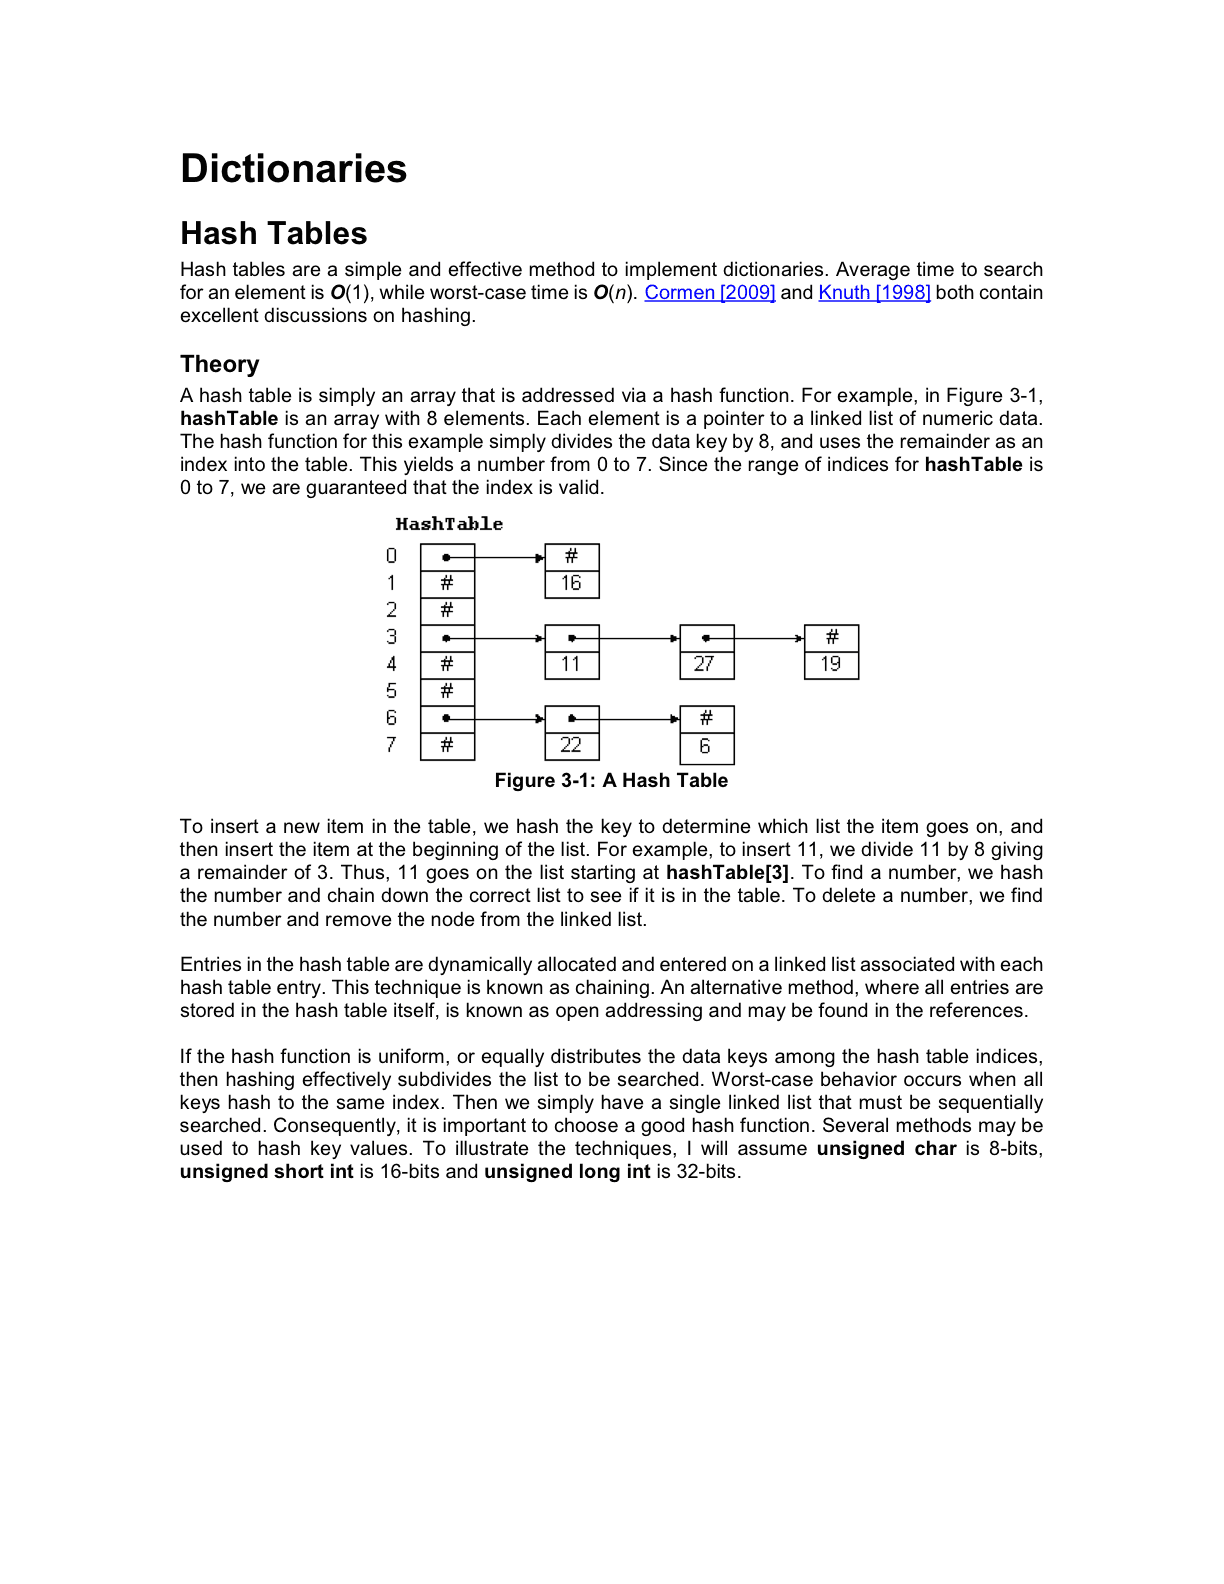 Dictionaries
Hash Tables
Hash tables are a simple and effective method to implement dictionaries. Average time to search
for an element is O(1), while worst-case time is O(n). Cormen [2009] and Knuth [1998] both contain
excellent discussions on hashing.
Theory
A hash table is simply an array that is addressed via a hash function. For example, in Figure 3-1,
hashTable is an array with 8 elements. Each element is a pointer to a linked list of numeric data.
The hash function for this example simply divides the data key by 8, and uses the remainder as an
index into the table. This yields a number from 0 to 7. Since the range of indices for hashTable is
0 to 7, we are guaranteed that the index is valid.
HashTable
0 #
1 # 16
2 #
3 #
4 # 11 27 19
5 #
6 #
7 # 22 6
Figure 3-1: A Hash Table
To insert a new item in the table, we hash the key to determine which list the item goes on, and
then insert the item at the beginning of the list. For example, to insert 11, we divide 11 by 8 giving
a remainder of 3. Thus, 11 goes on the list starting at hashTable[3]. To find a number, we hash
the number and chain down the correct list to see if it is in the table. To delete a number, we find
the number and remove the node from the linked list.
Entries in the hash table are dynamically allocated and entered on a linked list associated with each
hash table entry. This technique is known as chaining. An alternative method, where all entries are
stored in the hash table itself, is known as open addressing and may be found in the references.
If the hash function is uniform, or equally distributes the data keys among the hash table indices,
then hashing effectively subdivides the list to be searched. Worst-case behavior occurs when all
keys hash to the same index. Then we simply have a single linked list that must be sequentially
searched. Consequently, it is important to choose a good hash function. Several methods may be
used to hash key values. To illustrate the techniques, I will assume unsigned char is 8-bits,
unsigned short int is 16-bits and unsigned long int is 32-bits.